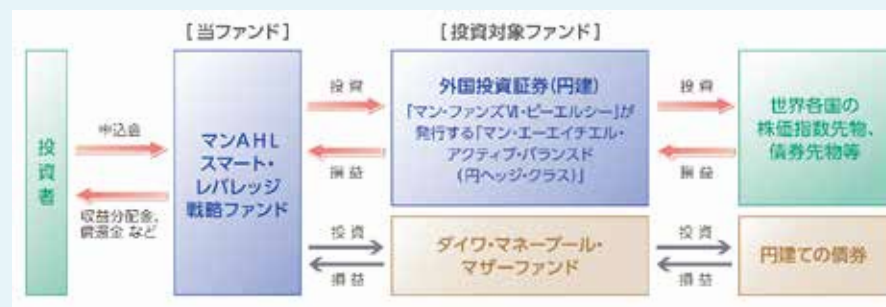 [当ファンド]
[投資対象ファンド]
投資者
申込金
収益分配金、
償還金 など
マンAHL
スマート・
レバレッジ
戦略ファンド
投資
損益
投資
損益
外国投資証券(円建)
「マン・ファンズⅥ・ピーエルシー」が
発行する「マン・エーエイチエル・
アクティブ・バランスド
(円ヘッジ・クラス)」
ダイワ・マネープール・
マザーファンド
投資
損益
投資
損益
世界各国の
株価指数先物、
債券先物等
円建ての債券